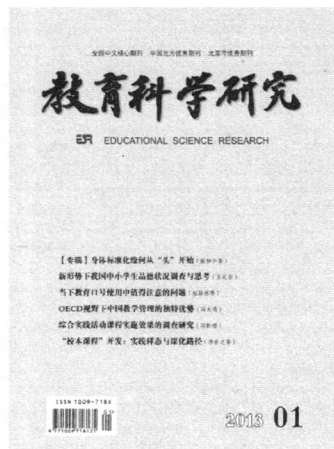 全国中文核心期刊 中国北方优秀期刊 北京市优秀期刊
教育科学研究
ESR EDUCATIONAL SCIENCE RESEARCH
【专稿】身体标准化缘何从“头”开始
新形势下我国中小学生品德状况调查与思考
当下教育口号使用中值得注意的问题
OECD视野下中国教学管理的独特优势
综合实践活动课程实施效果的调查研究
“校本课程”开发：实践样态与深化路径
ISSN 1009-718X
2013 01